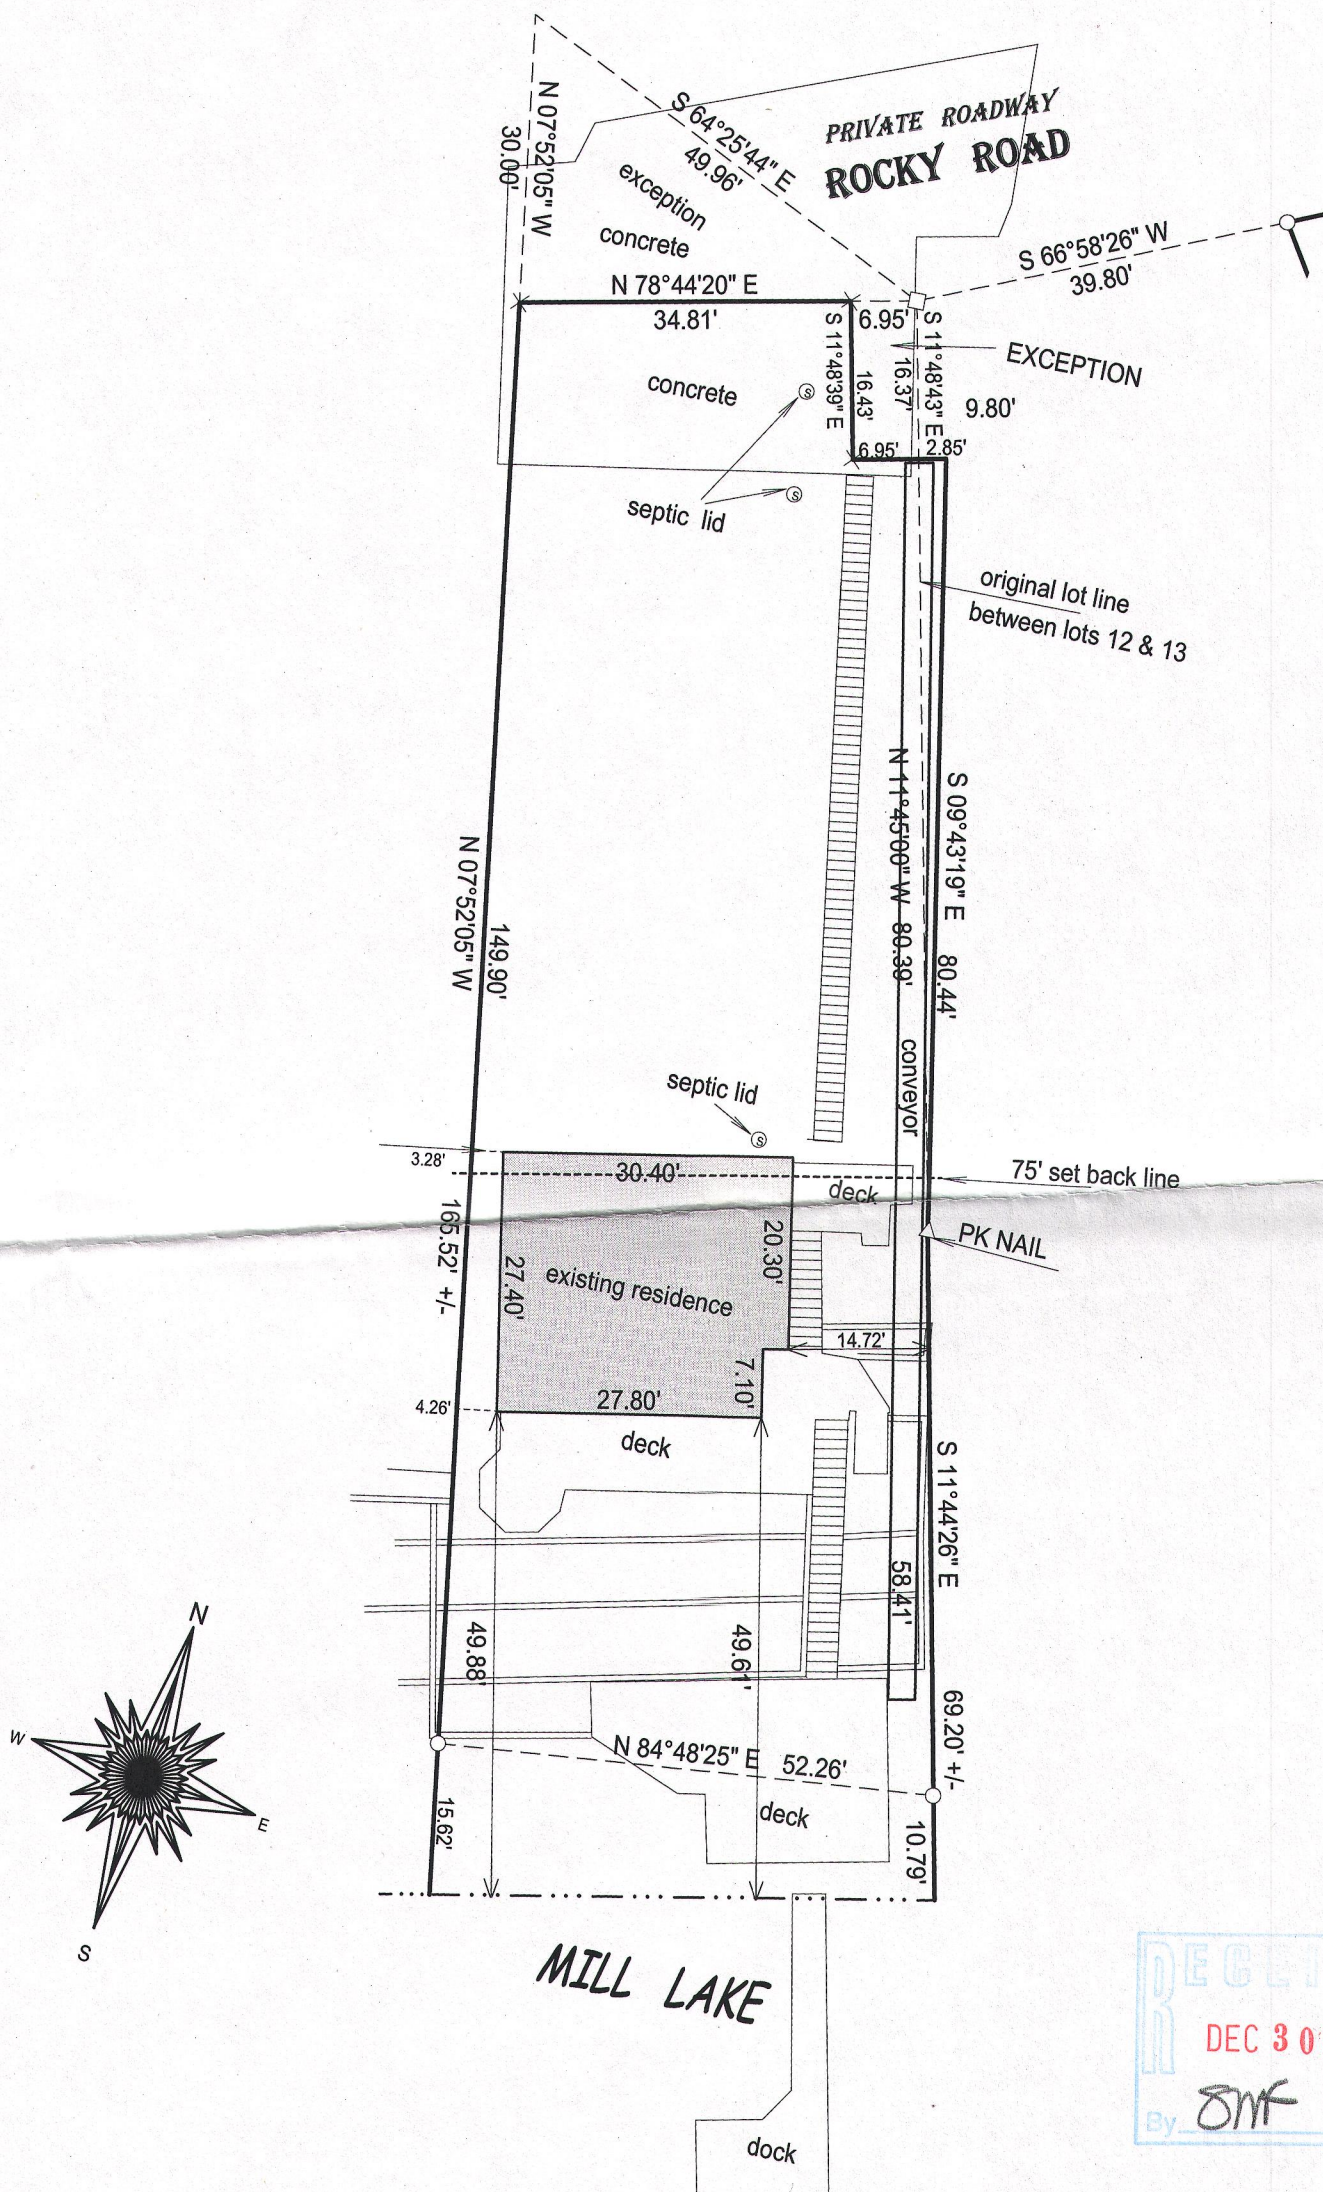 N 07°52'05" W
30.00'
S 64°25'44" E
49.96'
PRIVATE ROADWAY
ROCKY ROAD
exception
concrete
S 66°58'26" W
39.80'
N 78°44'20" E
34.81'
6.95'
S 11°48'39" E
16.43'
16.37'
S 11°48'43" E
EXCEPTION
9.80'
concrete
S
6.95'
2.85'
S
septic lid
original lot line
between lots 12 & 13
N 11°45'00" W 80.39'
S 09°43'19" E 80.44'
N 07°52'05" W
149.90'
conveyor
septic lid
S
3.28'
30.40'
75' set back line
deck
165.52' +/-
20.30'
PK NAIL
27.40'
existing residence
14.72'
7.10'
27.80'
4.26'
deck
S 11°44'26" E
58.41'
49.88'
49.61'
69.20' +/-
N
W
E
S
N 84°48'25" E 52.26'
deck
15.62'
10.79'
MILL LAKE
DEC 30
By SMF
dock